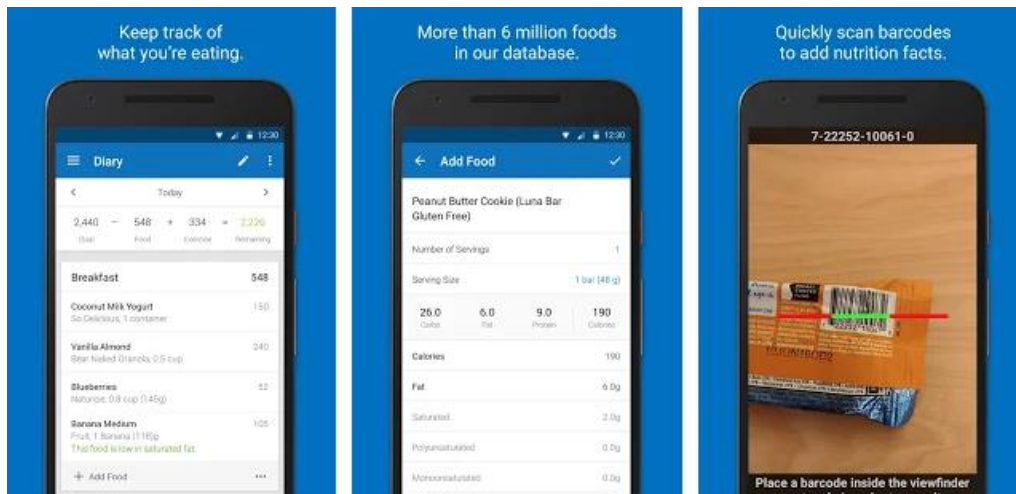 Keep track of
what you're eating.
12:30
Diary
Today
2,440 - 548 + 334 = 2,226
Goal Food Exercise Remaining
Breakfast 548
Coconut Milk Yogurt 150
So Delicious, 1 container
Vanilla Almond 240
Bear Naked Granola, 0.5 cup
Blueberries 52
Naturipe, 0.8 cup (148g)
Banana Medium 105
Fruit, 1 Banana (118)g
This food is low in saturated fat.
+ Add Food
More than 6 million foods
in our database.
12:30
Add Food
Peanut Butter Cookie (Luna Bar
Gluten Free)
Number of Servings 1
Serving Size 1 bar (48 g)
26.0 6.0 9.0 190
Carbs Fat Protein Calories
Calories 190
Fat 6.0g
Saturated 2.0g
Polyunsaturated 0.0g
Monounsaturated 0.0g
Quickly scan barcodes
to add nutrition facts.
7-22252-10061-0
Place a barcode inside the viewfinder